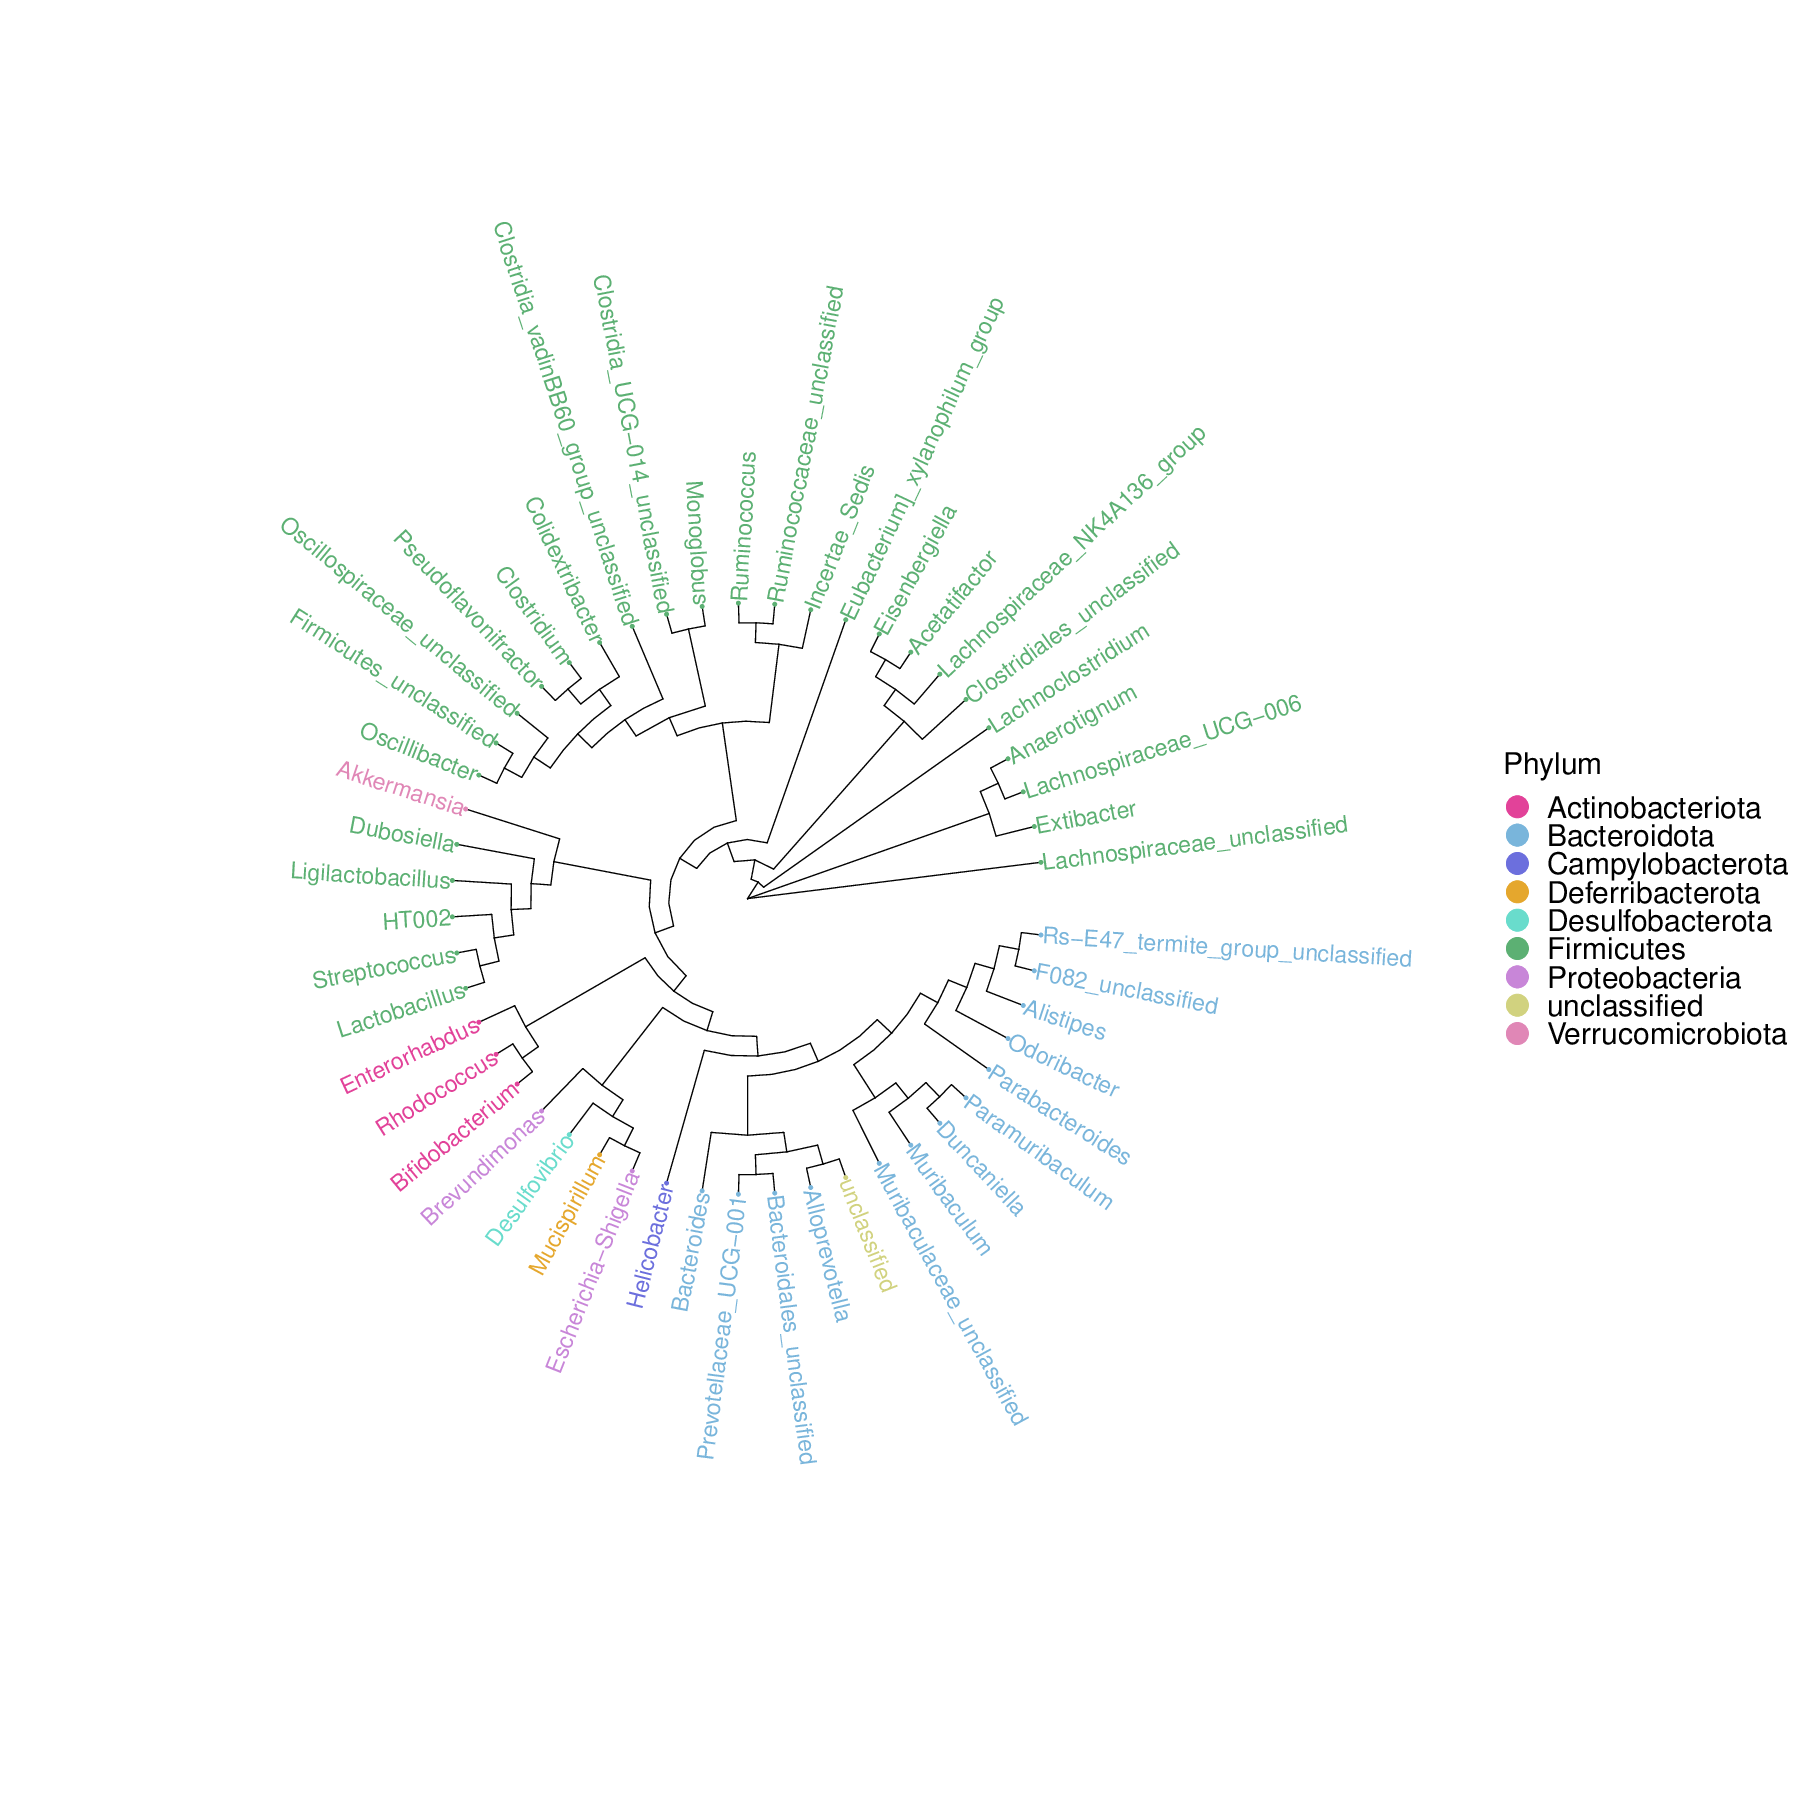 Clostridia_vadinBB60_group_unclassified
Clostridia_UCG−014_unclassified
Monoglobus
Ruminococcus
Ruminococcaceae_unclassified
Incertae_Sedis
Eubacterium]_xylanophilum_group
Eisenbergiella
Acetatifactor
Lachnospiraceae_NK4A136_group
Clostridiales_unclassified
Lachnoclostridium
Anaerotignum
Lachnospiraceae_UCG−006
Extibacter
Lachnospiraceae_unclassified
Rs−E47_termite_group_unclassified
F082_unclassified
Alistipes
Odoribacter
Parabacteroides
Paramuribaculum
Duncaniella
Muribaculum
Muribaculaceae_unclassified
unclassified
Alloprevotella
Bacteroidales_unclassified
Prevotellaceae_UCG−001
Bacteroides
Helicobacter
Escherichia−Shigella
Mucispirillum
Desulfovibrio
Brevundimonas
Bifidobacterium
Rhodococcus
Enterorhabdus
Lactobacillus
Streptococcus
HT002
Ligilactobacillus
Dubosiella
Akkermansia
Oscillibacter
Firmicutes_unclassified
Oscillospiraceae_unclassified
Pseudoflavonifractor
Clostridium
Colidextribacter
Phylum
Actinobacteriota
Bacteroidota
Campylobacterota
Deferribacterota
Desulfobacterota
Firmicutes
Proteobacteria
unclassified
Verrucomicrobiota